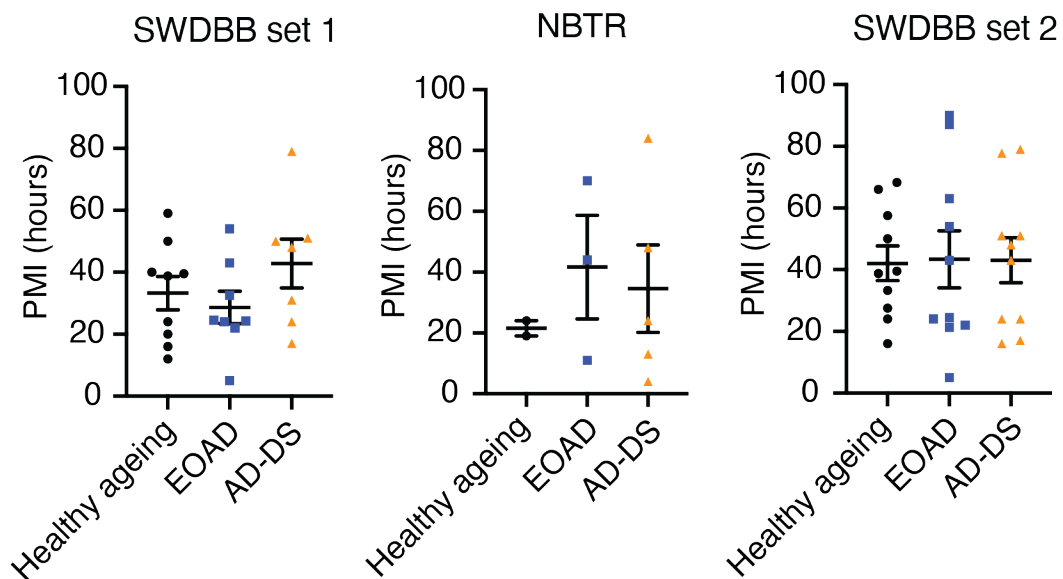 SWDBB set 1
PMI (hours)
100
80
60
40
20
0
Healthy ageing
EOAD
AD-DS
NBTR
PMI (hours)
100
80
60
40
20
0
Healthy ageing
EOAD
AD-DS
SWDBB set 2
PMI (hours)
100
80
60
40
20
0
Healthy ageing
EOAD
AD-DS